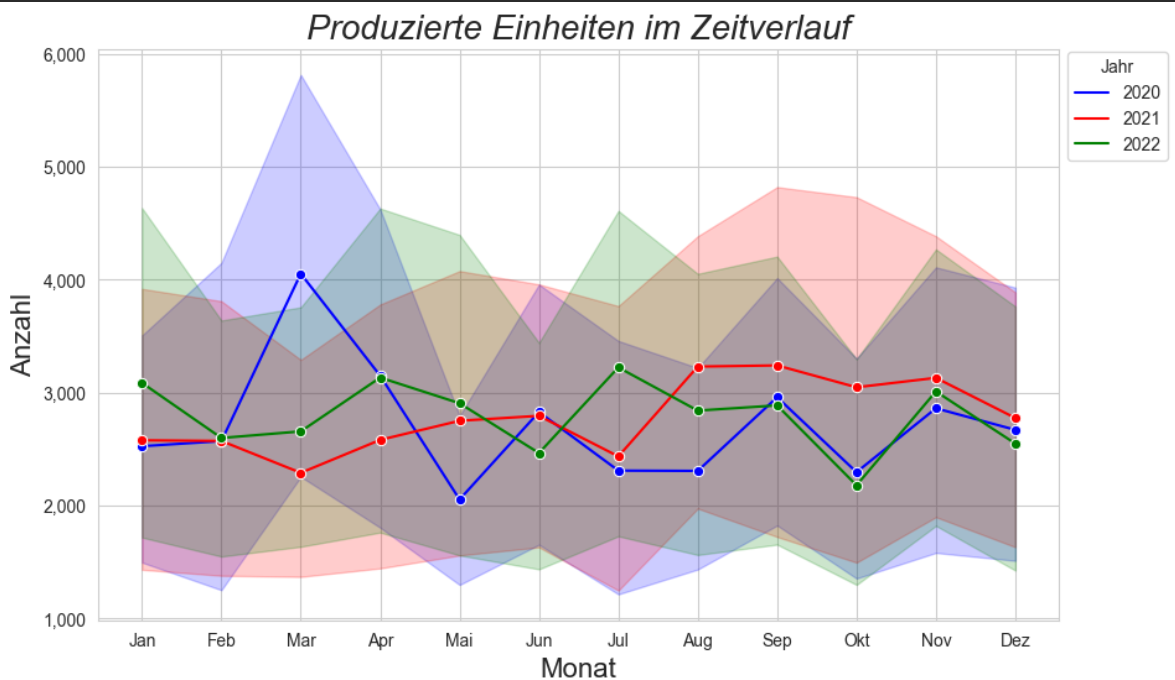 Produzierte Einheiten im Zeitverlauf
6,000
5,000
4,000
3,000
2,000
1,000
Anzahl
Jan Feb Mar Apr Mai Jun Jul Aug Sep Okt Nov Dez
Monat
Jahr
2020
2021
2022